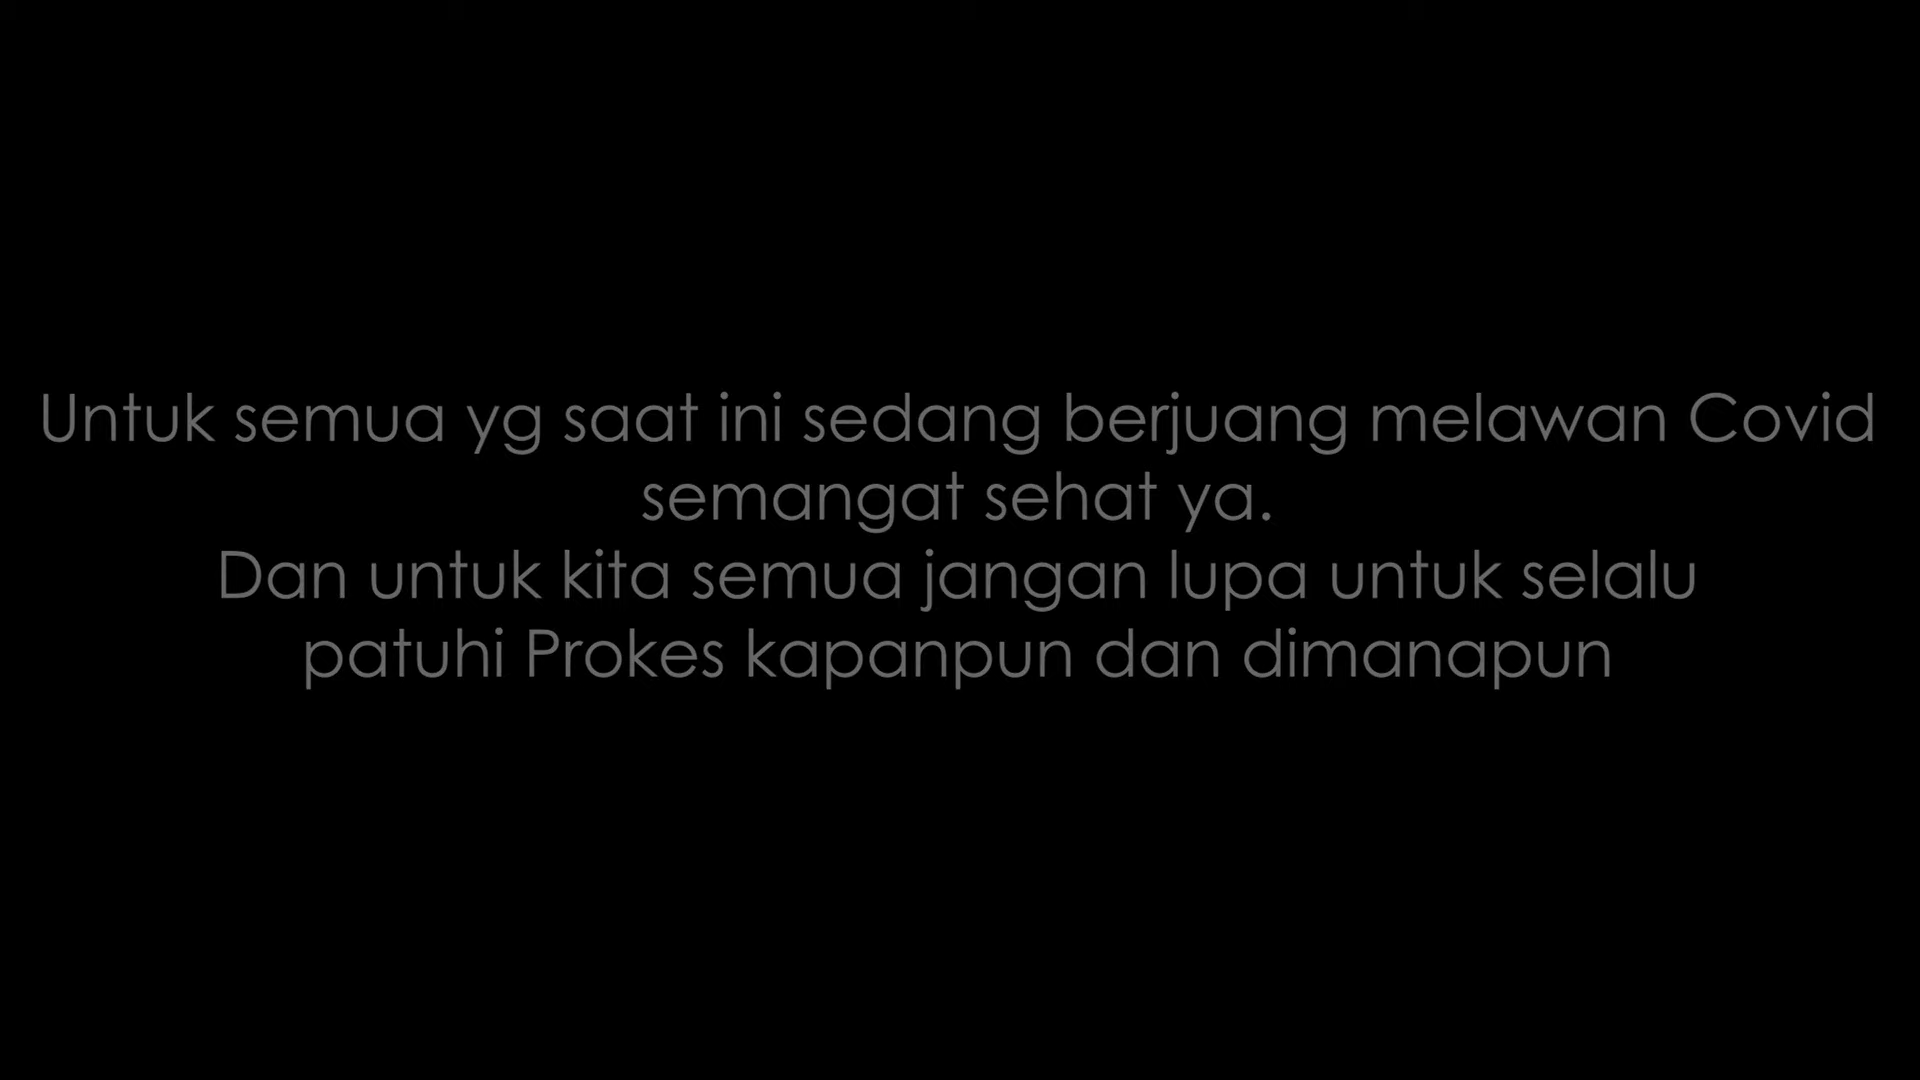 Untuk semua yg saat ini sedang berjuang melawan Covid
semangat sehat ya.
Dan untuk kita semua jangan lupa untuk selalu
patuhi Prokes kapanpun dan dimanapun